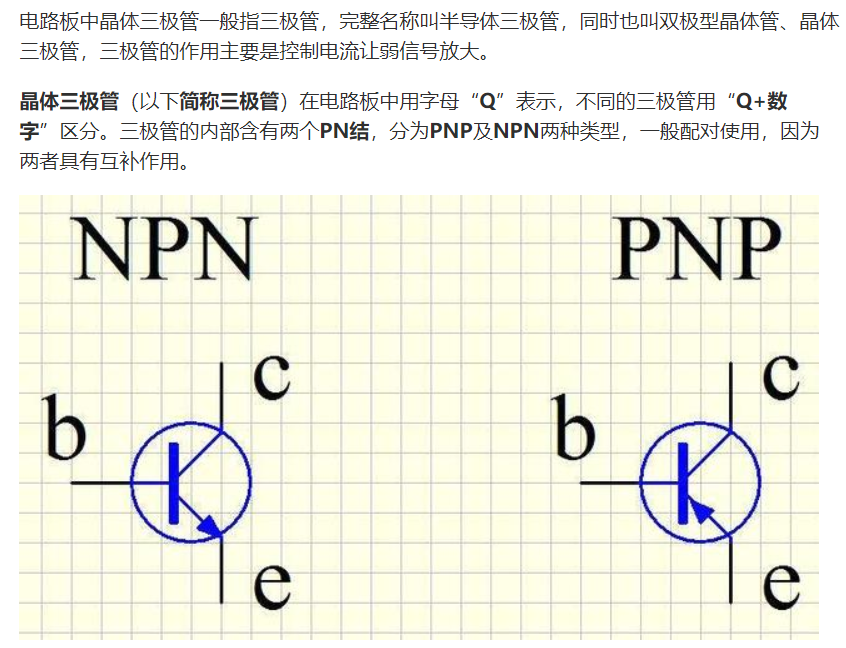 电路板中晶体三极管一般指三极管，完整名称叫半导体三极管，同时也叫双极型晶体管、晶体
三极管，三极管的作用主要是控制电流让弱信号放大。
晶体三极管（以下简称三极管）在电路板中用字母“Q”表示，不同的三极管用“Q+数
字”区分。三极管的内部含有两个PN结，分为PNP及NPN两种类型，一般配对使用，因为
两者具有互补作用。
NPN PNP
c c
b b
e e